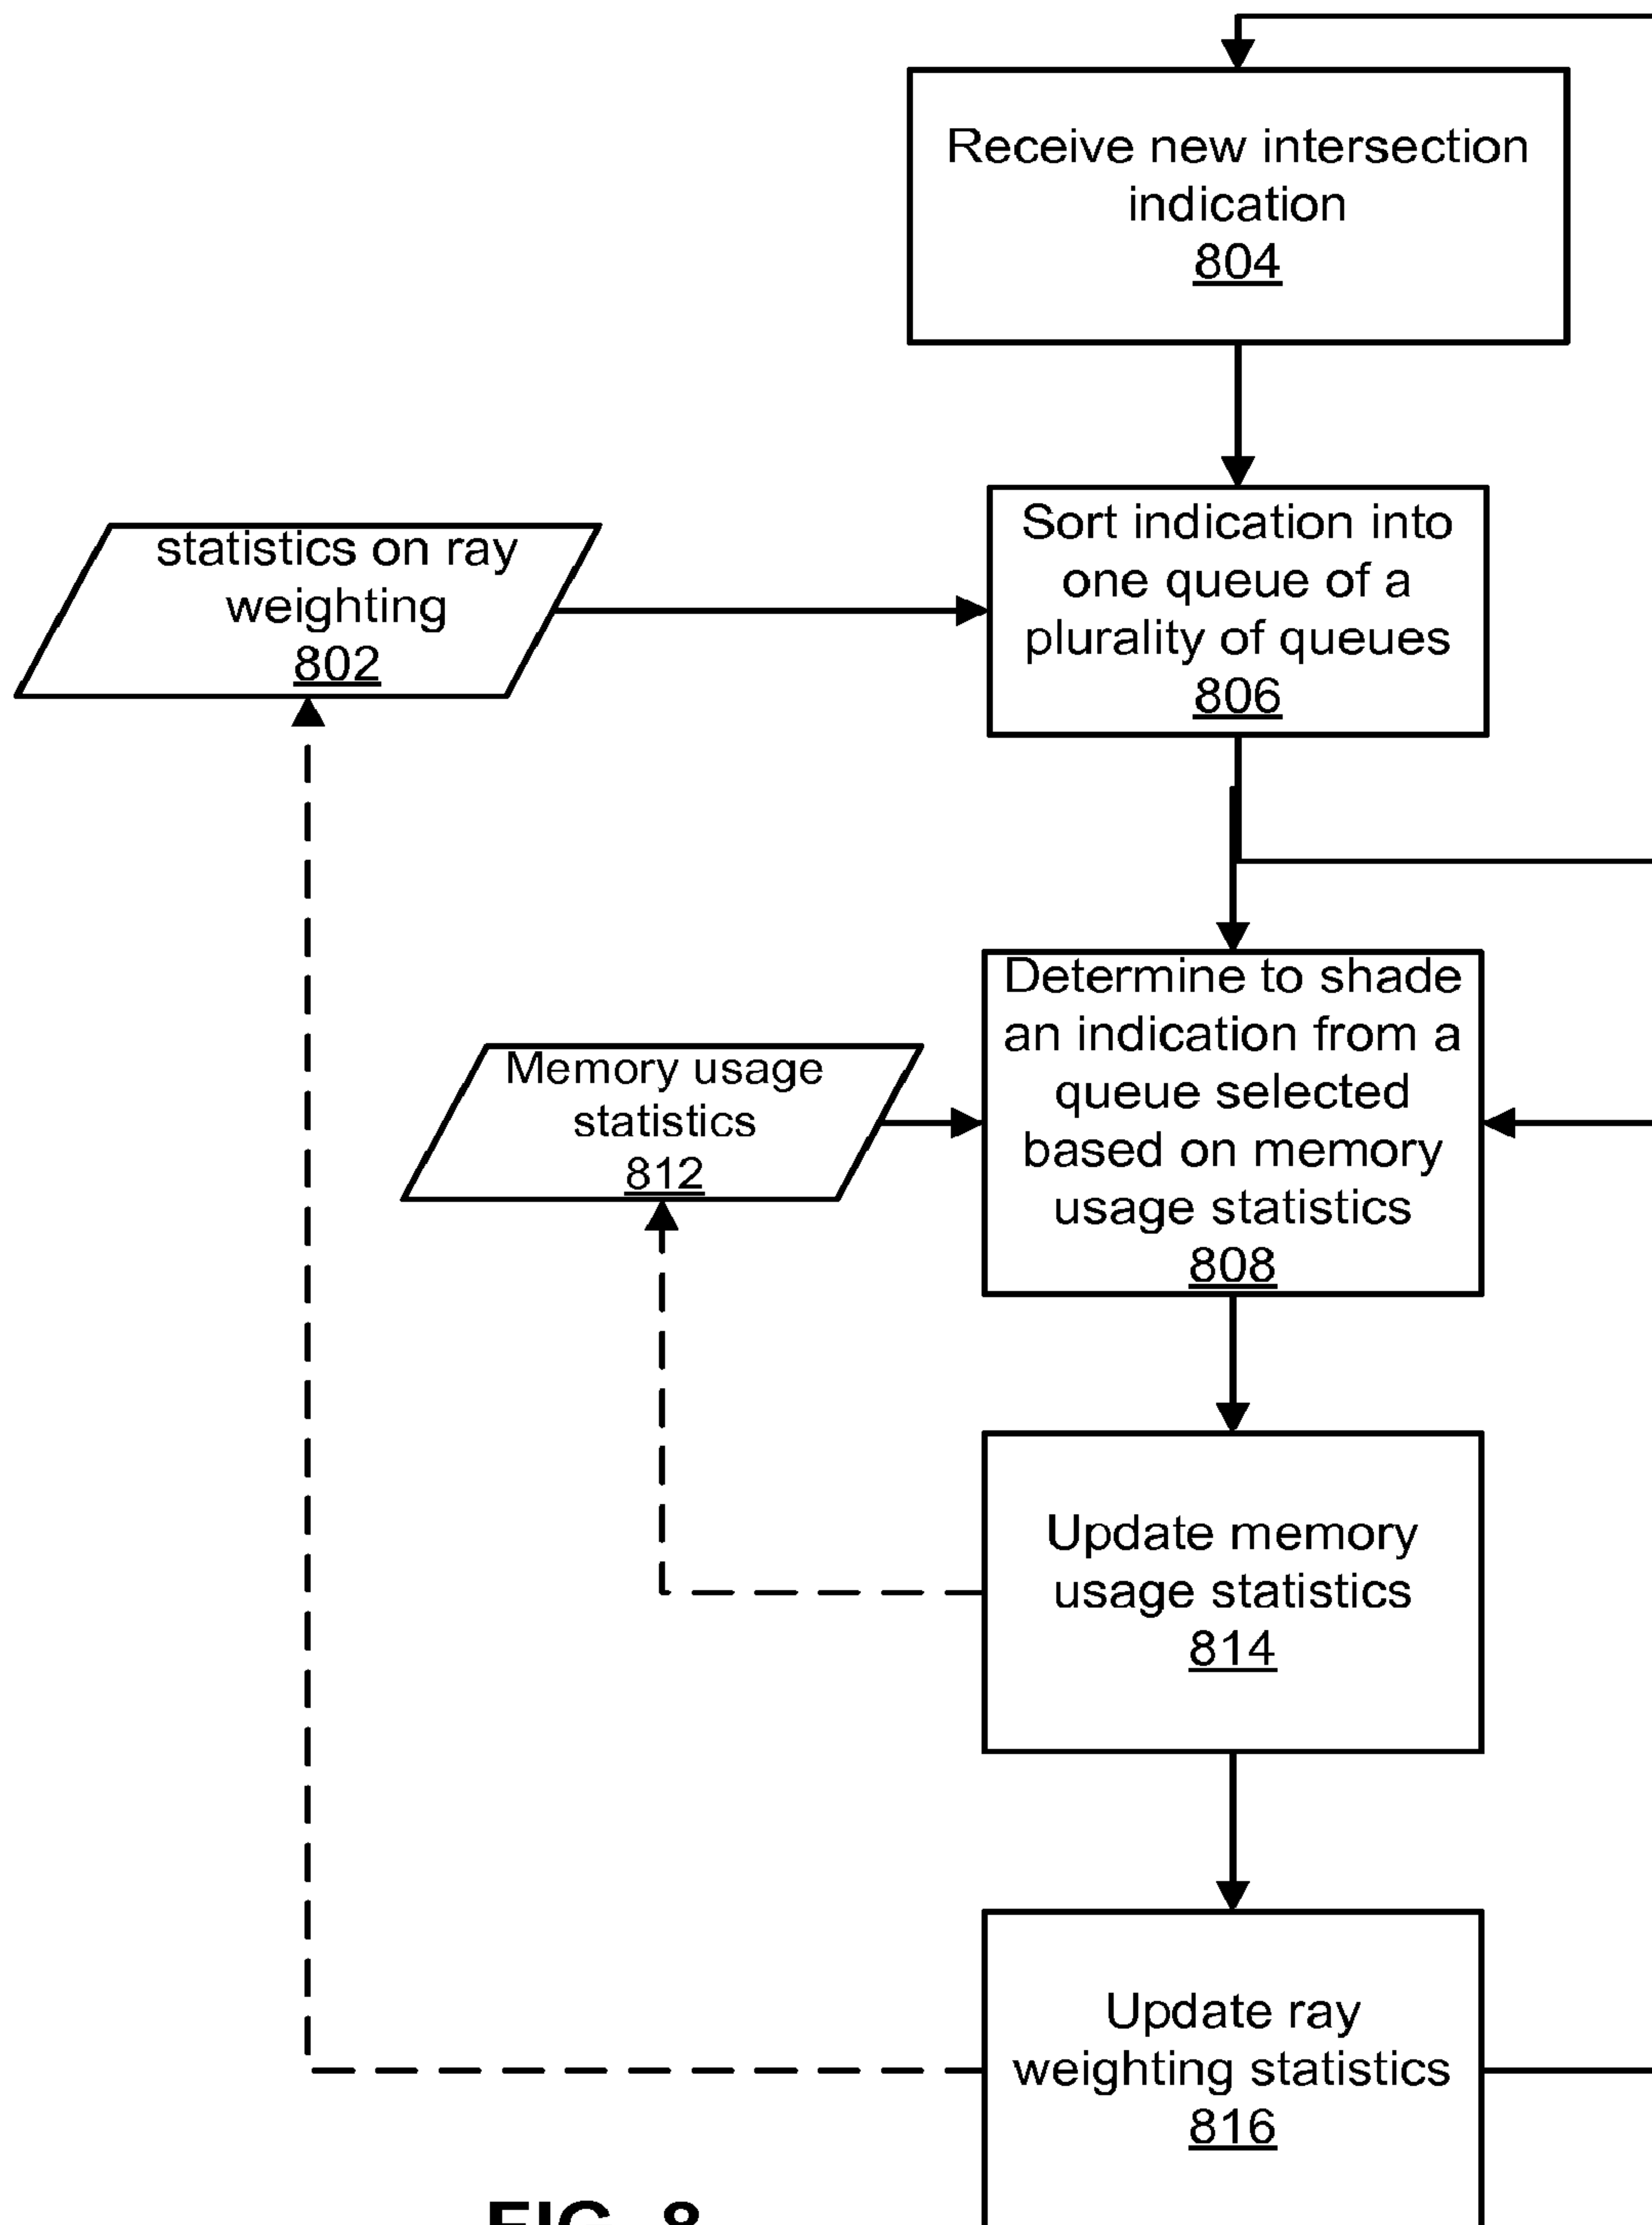 Receive new intersection
indication
804
statistics on ray
weighting
802
Sort indication into
one queue of a
plurality of queues
806
Memory usage
statistics
812
Determine to shade
an indication from a
queue selected
based on memory
usage statistics
808
Update memory
usage statistics
814
Update ray
weighting statistics
816
FIG. 8